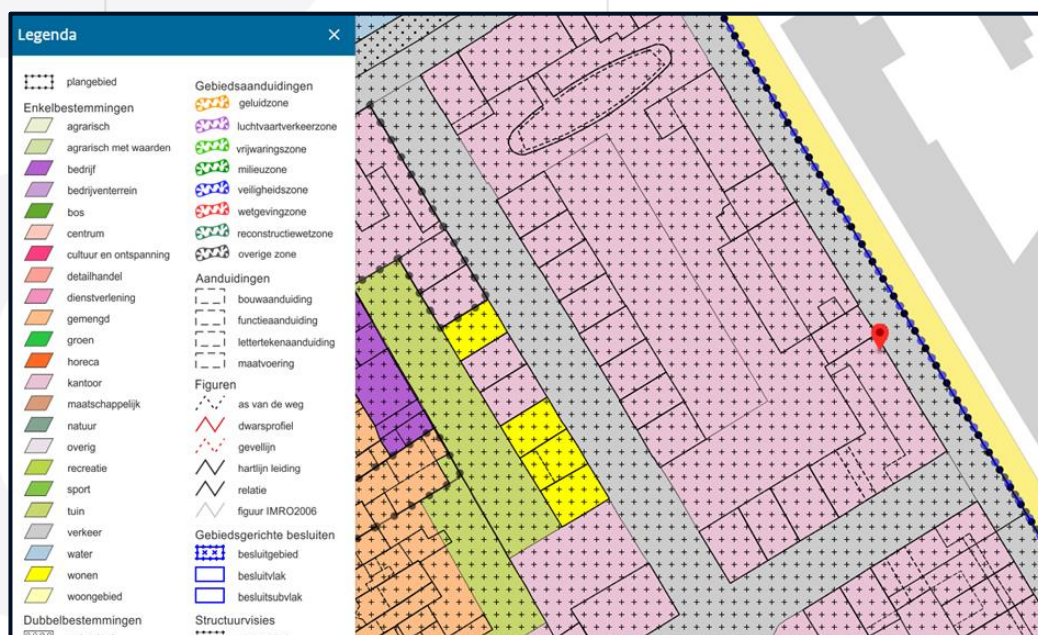 Legenda
plangebied
Enkelbestemmingen
agrarisch
agrarisch met waarden
bedrijf
bedrijventerrein
bos
centrum
cultuur en ontspanning
detailhandel
dienstverlening
gemengd
groen
horeca
kantoor
maatschappelijk
natuur
overig
recreatie
sport
tuin
verkeer
water
wonen
woongebied
Dubbelbestemmingen
Gebiedsaanduidingen
geluidzone
luchtvaartverkeerzone
vrijwaringszone
milieuzone
veiligheidszone
wetgevingzone
reconstructiewetzone
overige zone
Aanduidingen
bouwaanduiding
functieaanduiding
lettertekenaanduiding
maatvoering
Figuren
as van de weg
dwarsprofiel
gevellijn
hartlijn leiding
relatie
figuur IMRO2006
Gebiedsgerichte besluiten
besluitgebied
besluitvlak
besluitsubvlak
Structuurvisies